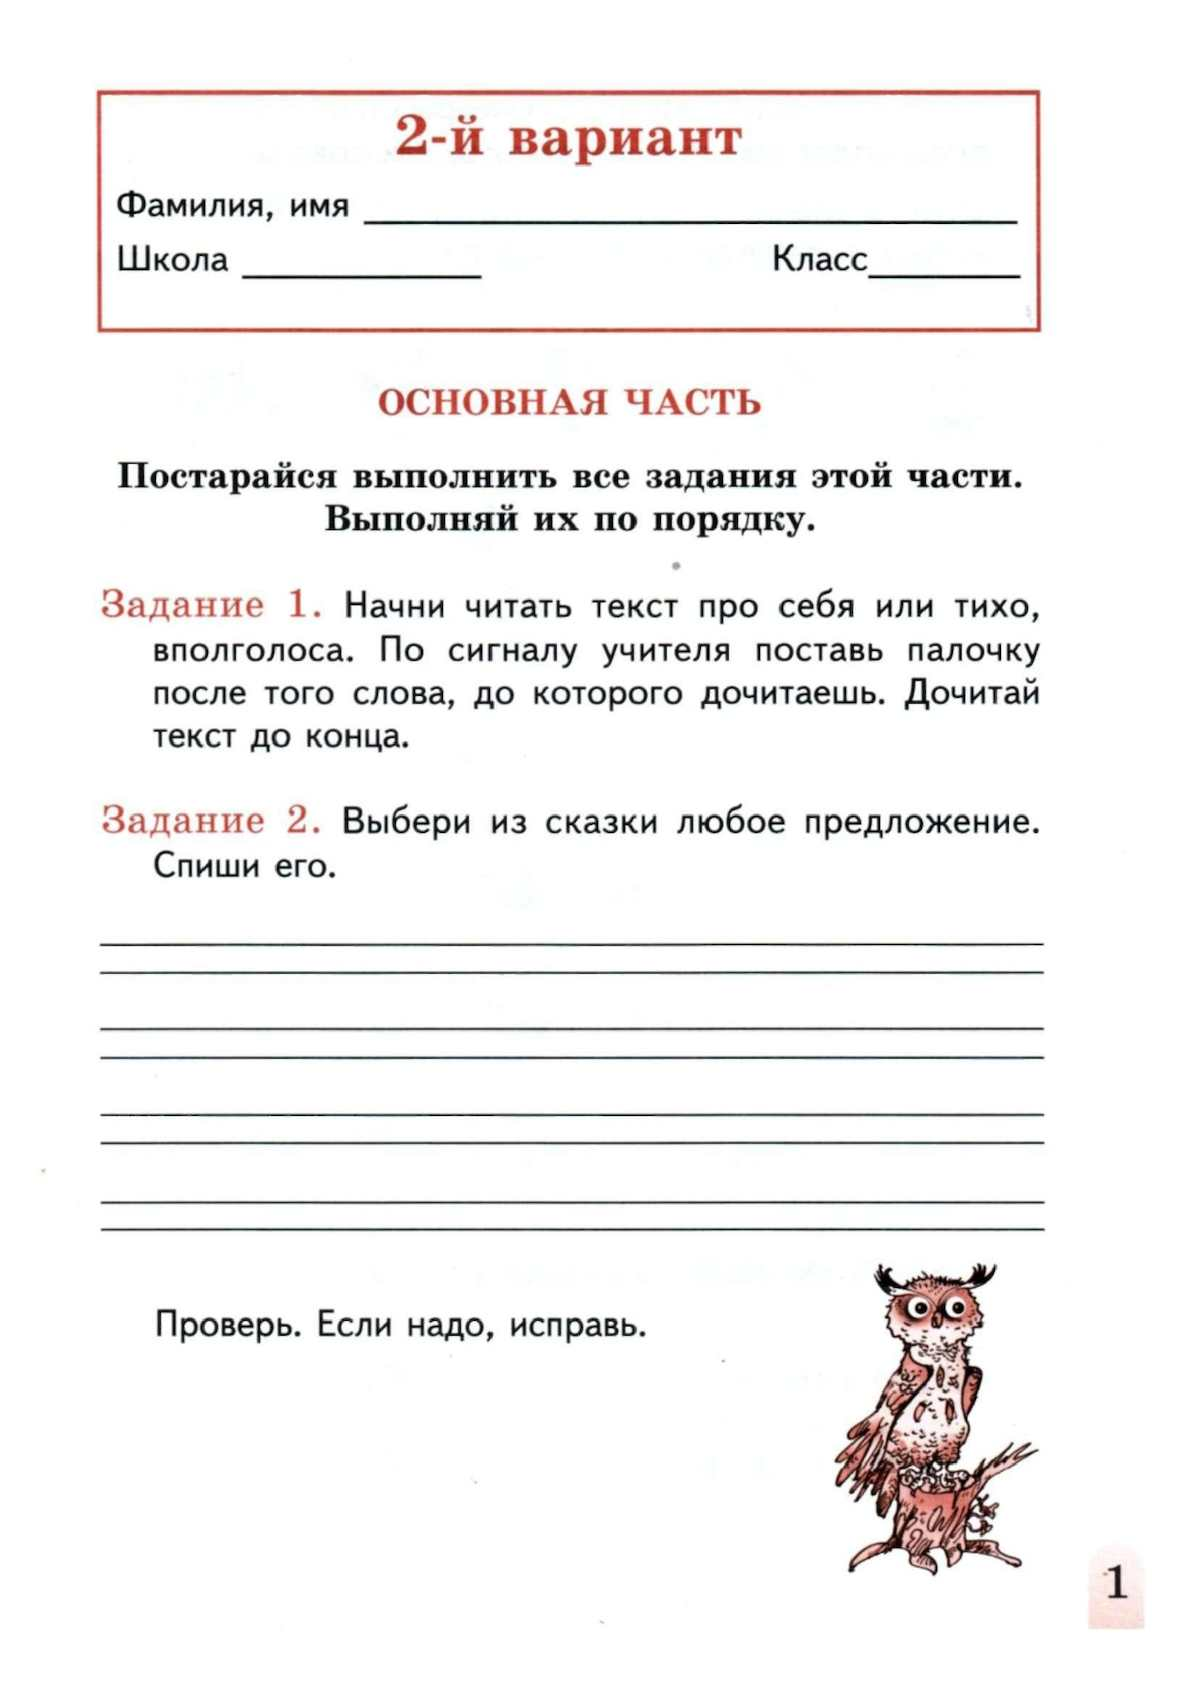 2-й вариант
Фамилия, имя
Школа Класс
ОСНОВНАЯ ЧАСТЬ
Постарайся выполнить все задания этой части.
Выполняй их по порядку.
Задание 1. Начни читать текст про себя или тихо,
вполголоса. По сигналу учителя поставь палочку
после того слова, до которого дочитаешь. Дочитай
текст до конца.
Задание 2. Выбери из сказки любое предложение.
Спиши его.
Проверь. Если надо, исправь.
1